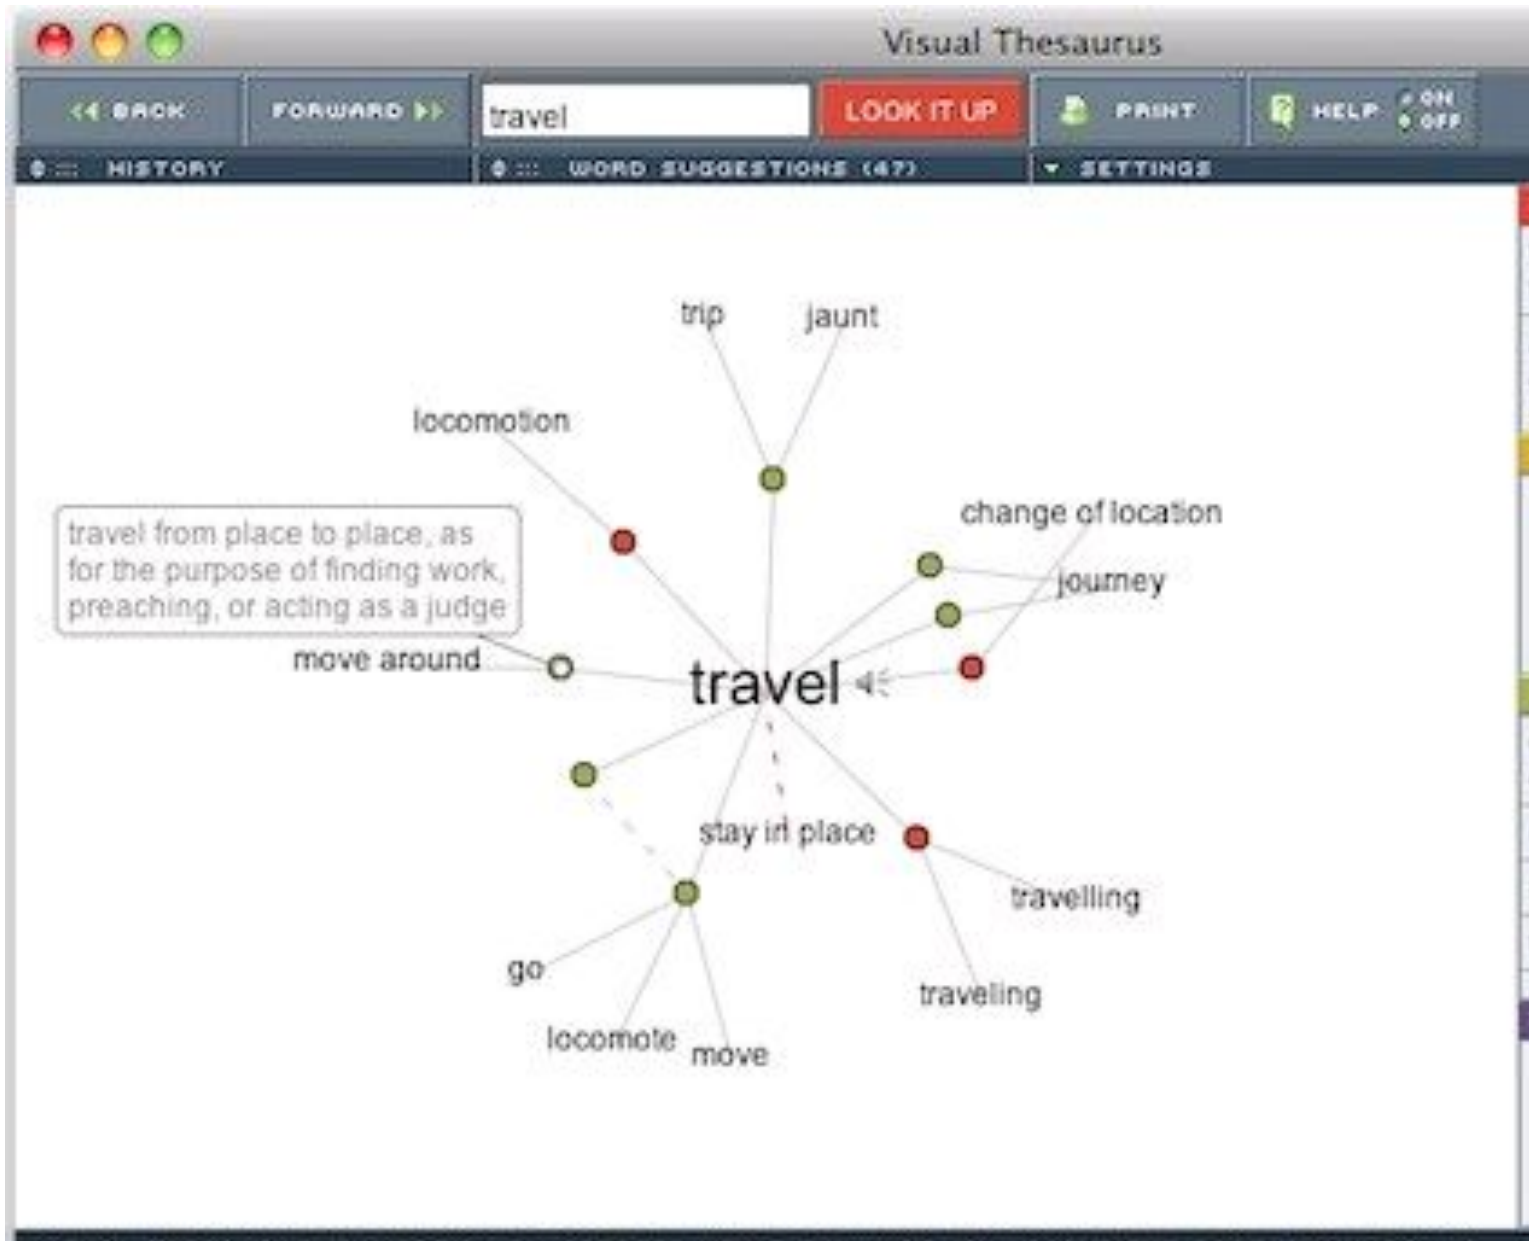 Visual Thesaurus
BACK
FORWARD
travel
LOOK IT UP
PRINT
HELP
ON
OFF
HISTORY
WORD SUGGESTIONS (47)
SETTINGS
trip
jaunt
locomotion
change of location
travel from place to place, as
for the purpose of finding work,
preaching, or acting as a judge
journey
move around
travel
stay in place
travelling
go
traveling
locomote
move